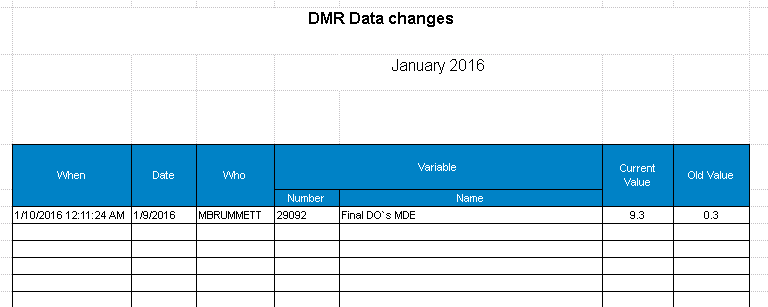 DMR Data changes
January 2016
When Date Who Variable Current Value Old Value
Number Name
1/10/2016 12:11:24 AM 1/9/2016 MBRUMMETT 29092 Final DO`s MDE 9.3 0.3